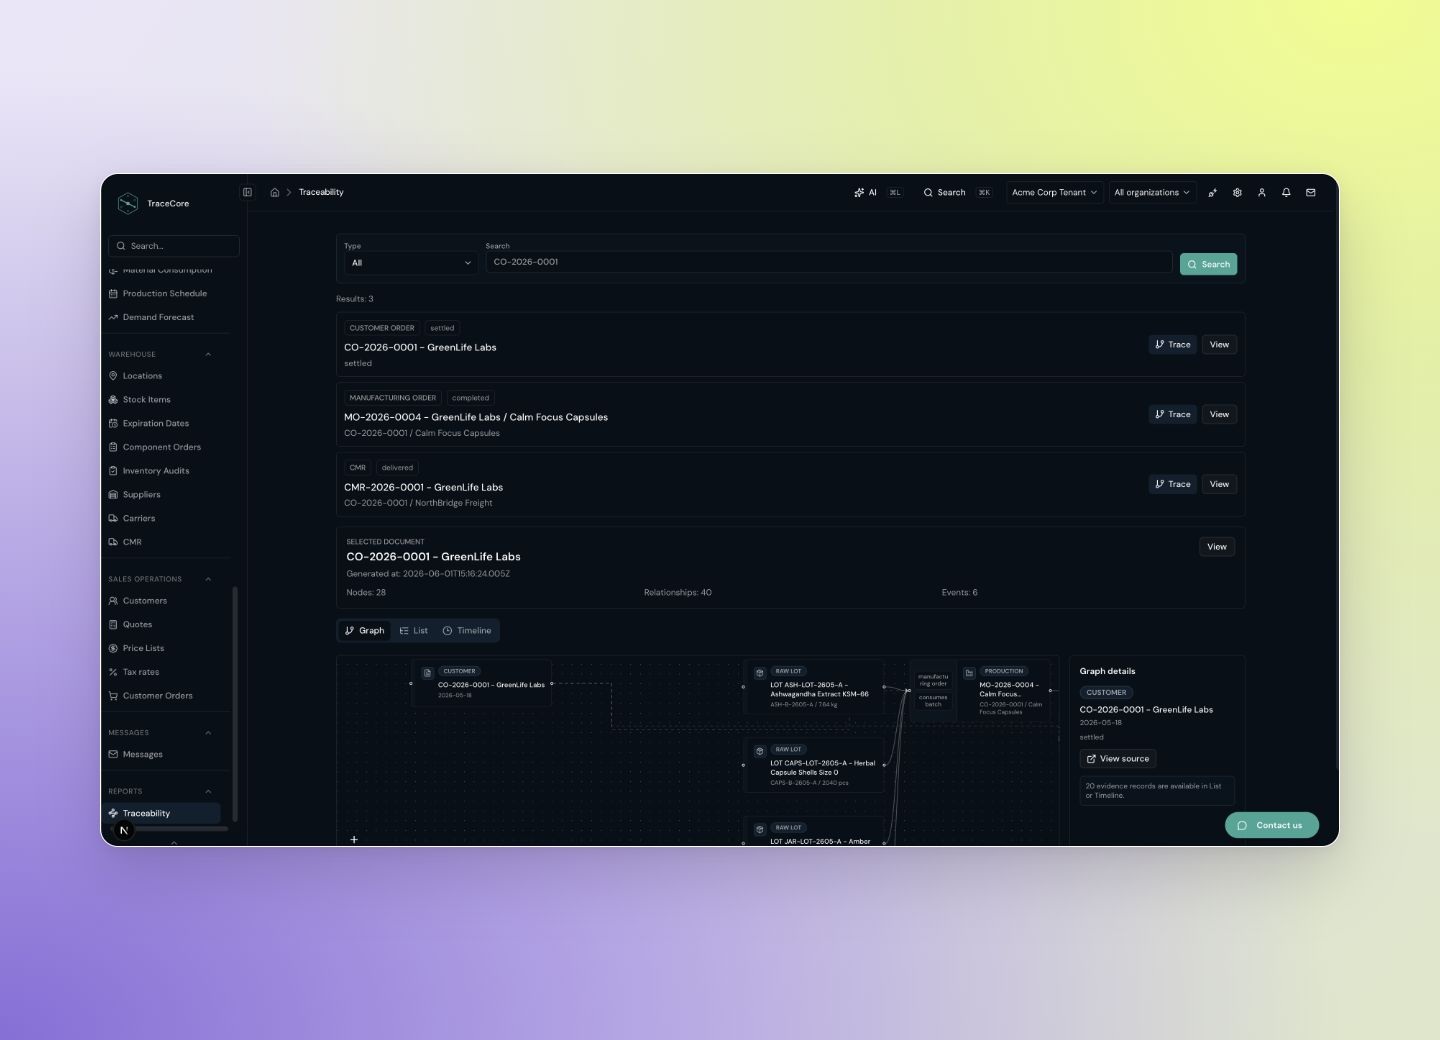 TraceCore
Traceability
AI
⌘L
Search
⌘K
Acme Corp Tenant
All organizations
Search...
Material Consumption
Production Schedule
Demand Forecast
WAREHOUSE
Locations
Stock Items
Expiration Dates
Component Orders
Inventory Audits
Suppliers
Carriers
CMR
SALES OPERATIONS
Customers
Quotes
Price Lists
Tax rates
Customer Orders
MESSAGES
Messages
REPORTS
Traceability
N
Type
All
Search
CO-2026-0001
Search
Results: 3
CUSTOMER ORDER
settled
CO-2026-0001 - GreenLife Labs
settled
Trace
View
MANUFACTURING ORDER
completed
MO-2026-0004 - GreenLife Labs / Calm Focus Capsules
CO-2026-0001 / Calm Focus Capsules
Trace
View
CMR
delivered
CMR-2026-0001 - GreenLife Labs
CO-2026-0001 / NorthBridge Freight
Trace
View
SELECTED DOCUMENT
CO-2026-0001 - GreenLife Labs
Generated at: 2026-06-01T15:16:24.005Z
View
Nodes: 28
Relationships: 40
Events: 6
Graph
List
Timeline
CUSTOMER
CO-2026-0001 - GreenLife Labs
2026-05-18
RAW LOT
LOT ASH-LOT-2605-A -
Ashwagandha Extract KSM-66
ASH-B-2605-A / 7.84 kg
RAW LOT
LOT CAPS-LOT-2605-A - Herbal
Capsule Shells Size 0
CAPS-B-2605-A / 2040 pcs
RAW LOT
LOT JAR-LOT-2605-A - Amber
manufactu
ring order
consumes
batch
PRODUCTION
MO-2026-0004 -
Calm Focus...
CO-2026-0001 / Calm
Focus Capsules
Graph details
CUSTOMER
CO-2026-0001 - GreenLife Labs
2026-05-18
settled
View source
20 evidence records are available in List
or Timeline.
Contact us